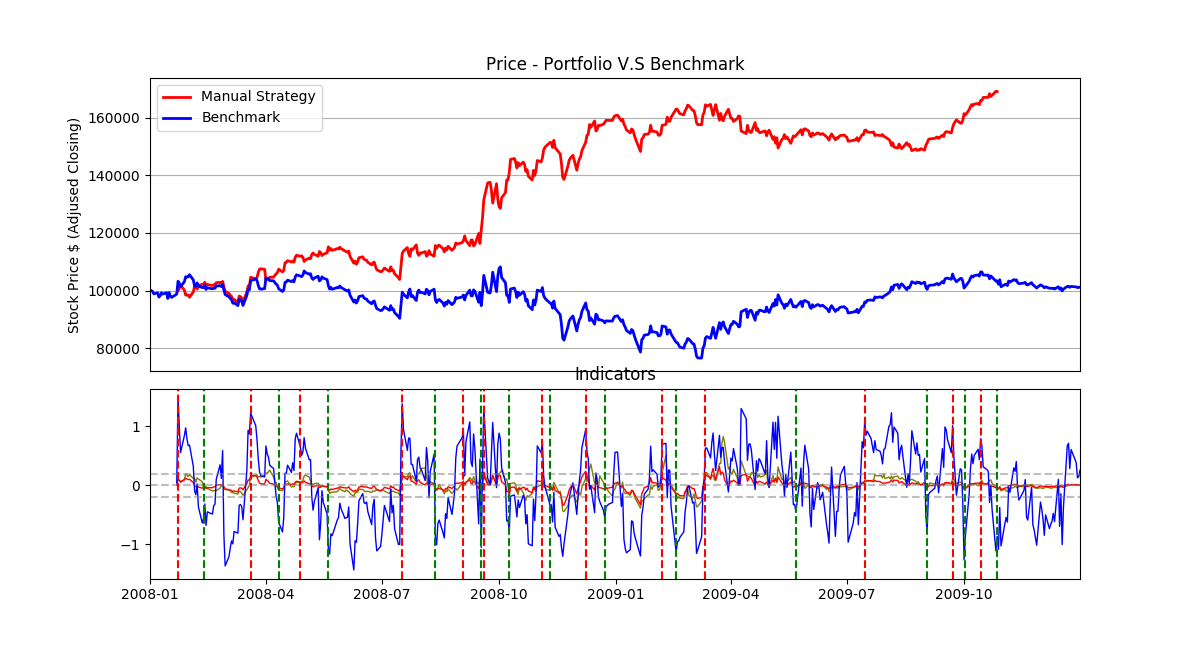 Price - Portfolio V.S Benchmark
Manual Strategy
Benchmark
Stock Price $ (Adjused Closing)
160000
140000
120000
100000
80000
Indicators
1
0
−1
2008-01 2008-04 2008-07 2008-10 2009-01 2009-04 2009-07 2009-10